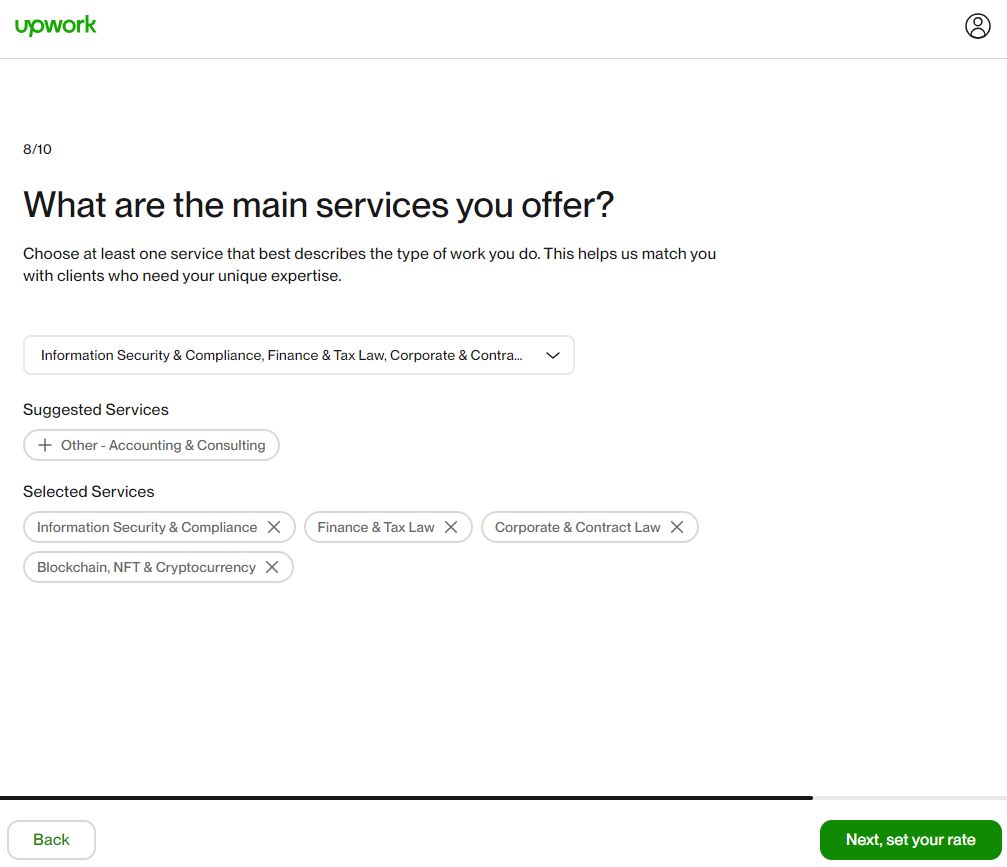 upwork
8/10
What are the main services you offer?
Choose at least one service that best describes the type of work you do. This helps us match you
with clients who need your unique expertise.
Information Security & Compliance, Finance & Tax Law, Corporate & Contra...
Suggested Services
Other - Accounting & Consulting
Selected Services
Information Security & Compliance
Finance & Tax Law
Corporate & Contract Law
Blockchain, NFT & Cryptocurrency
Back
Next, set your rate